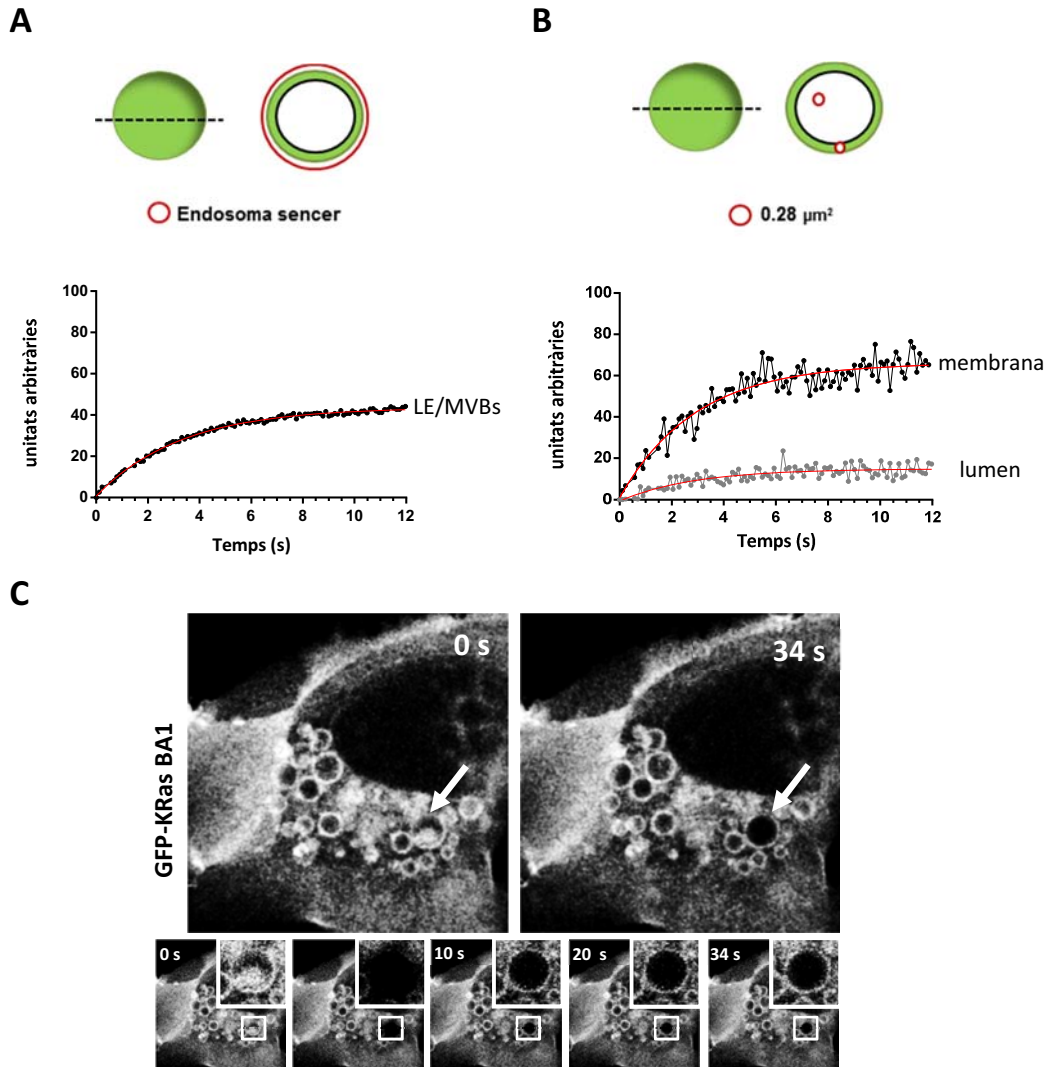 A
B
Endosoma sencer
0.28 µm²
unitats arbitràries
100
80
60
40
20
0
LE/MVBs
0 2 4 6 8 10 12
Temps (s)
unitats arbitràries
100
80
60
40
20
0
membrana
lumen
0 2 4 6 8 10 12
Temps (s)
C
GFP-KRas BA1
0 s
34 s
0 s
10 s
20 s
34 s